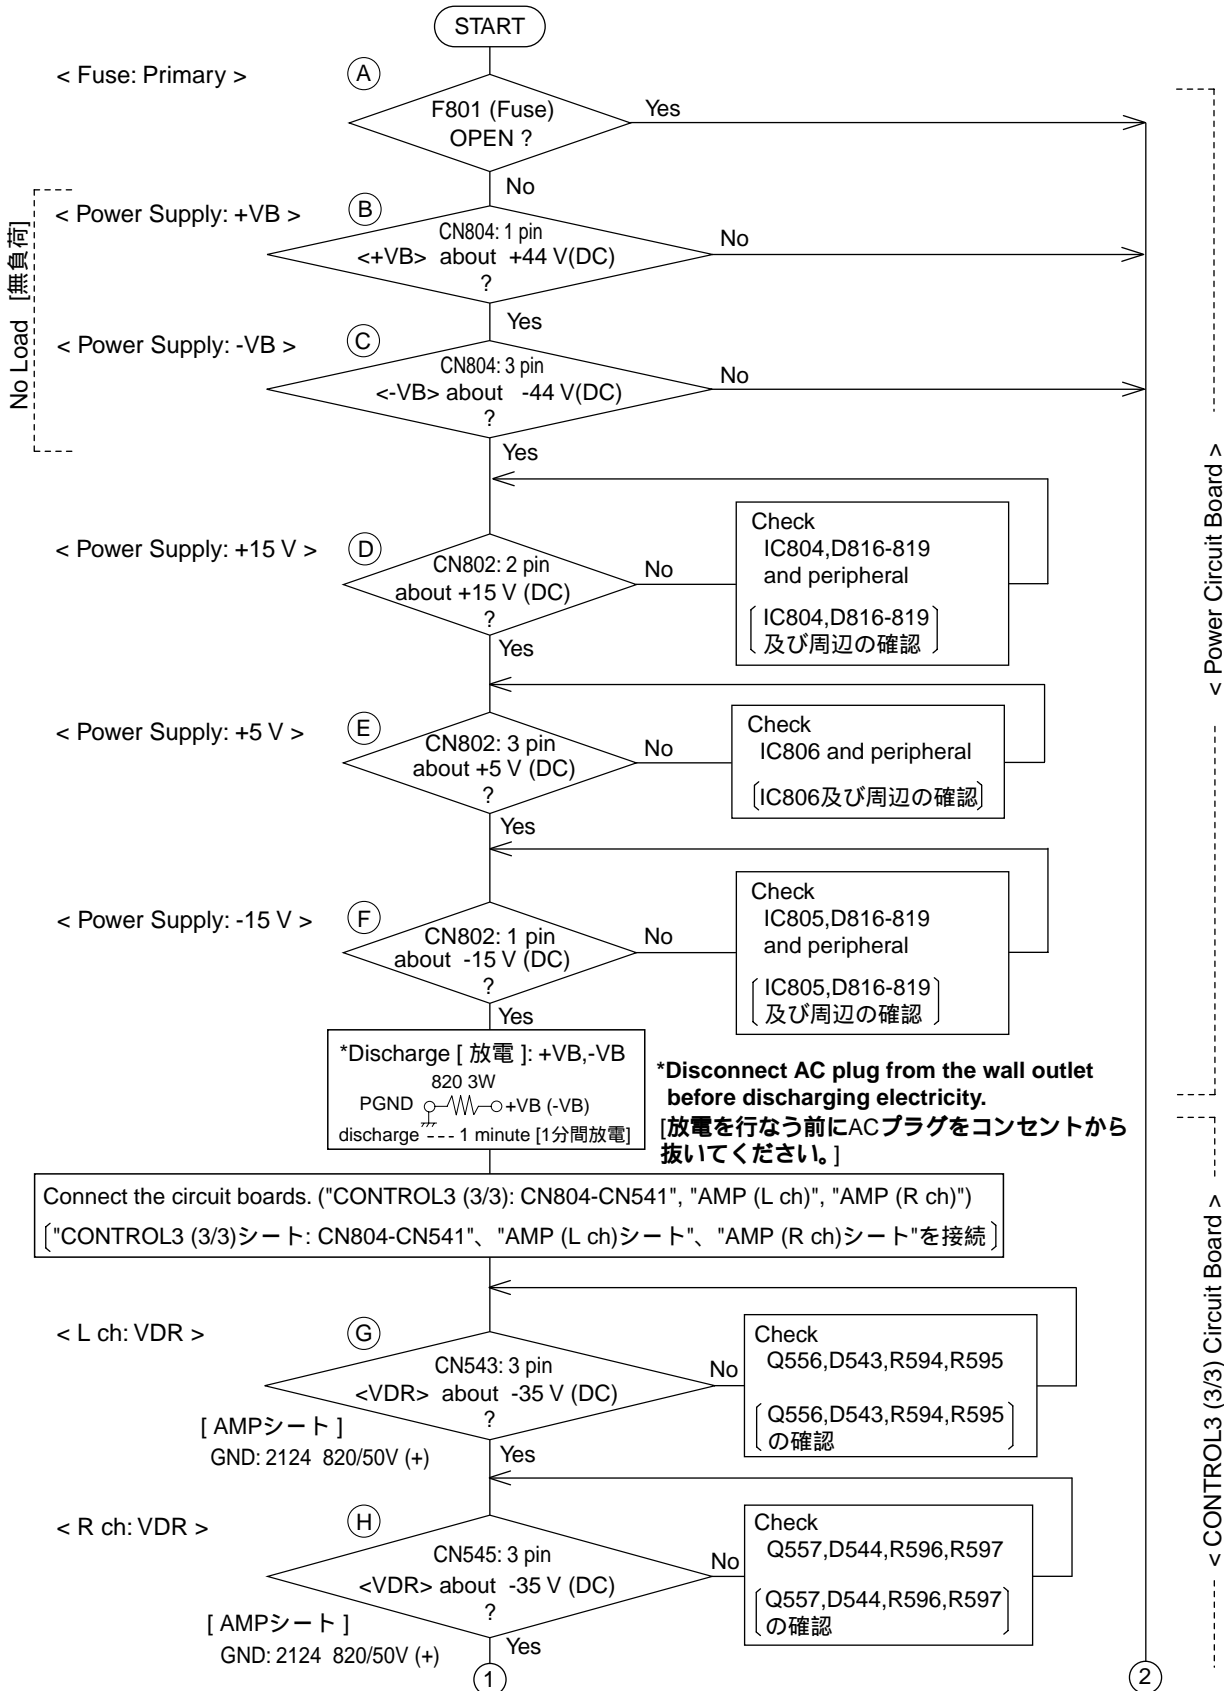 START
< Fuse: Primary >
A
F801 (Fuse)
OPEN ?
Yes
No
No Load [無負荷]
< Power Supply: +VB >
B
CN804: 1 pin
<+VB> about +44 V(DC)
?
No
Yes
< Power Supply: -VB >
C
CN804: 3 pin
<-VB> about -44 V(DC)
?
No
Yes
< Power Circuit Board >
< Power Supply: +15 V >
D
CN802: 2 pin
about +15 V (DC)
?
No
Yes
Check
IC804,D816-819
and peripheral
[IC804,D816-819
及び周辺の確認]
< Power Supply: +5 V >
E
CN802: 3 pin
about +5 V (DC)
?
No
Yes
Check
IC806 and peripheral
[IC806及び周辺の確認]
< Power Supply: -15 V >
F
CN802: 1 pin
about -15 V (DC)
?
No
Yes
Check
IC805,D816-819
and peripheral
[IC805,D816-819
及び周辺の確認]
*Discharge [ 放電 ]: +VB,-VB
820 3W
PGND +VB (-VB)
discharge --- 1 minute [1分間放電]
*Disconnect AC plug from the wall outlet
before discharging electricity.
[放電を行なう前にACプラグをコンセントから
抜いてください。]
Connect the circuit boards. ("CONTROL3 (3/3): CN804-CN541", "AMP (L ch)", "AMP (R ch)")
["CONTROL3 (3/3)シート: CN804-CN541"、"AMP (L ch)シート"、"AMP (R ch)シート"を接続]
< CONTROL3 (3/3) Circuit Board >
< L ch: VDR >
G
CN543: 3 pin
<VDR> about -35 V (DC)
?
No
Yes
[ AMPシート ]
GND: 2124 820/50V (+)
Check
Q556,D543,R594,R595
[Q556,D543,R594,R595
の確認]
< R ch: VDR >
H
CN545: 3 pin
<VDR> about -35 V (DC)
?
No
Yes
[ AMPシート ]
GND: 2124 820/50V (+)
Check
Q557,D544,R596,R597
[Q557,D544,R596,R597
の確認]
1
2